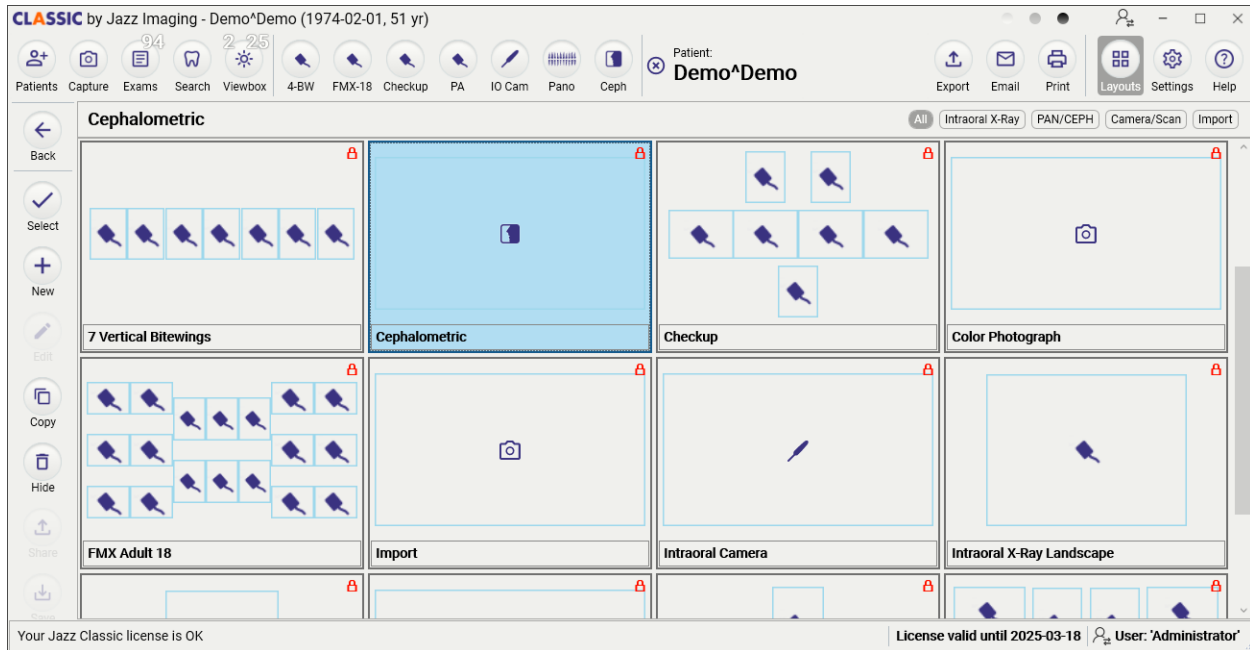 CLASSIC by Jazz Imaging - Demo^Demo (1974-02-01, 51 yr)
94
2 25
Patients Capture Exams Search Viewbox 4-BW FMX-18 Checkup PA IO Cam Pano Ceph
Patient:
Demo^Demo
Export Email Print Layouts Settings Help
Back
Select
New
Edit
Copy
Hide
Share
Save
Cephalometric
All Intraoral X-Ray PAN/CEPH Camera/Scan Import
7 Vertical Bitewings
Cephalometric
Checkup
Color Photograph
FMX Adult 18
Import
Intraoral Camera
Intraoral X-Ray Landscape
Your Jazz Classic license is OK
License valid until 2025-03-18
User: 'Administrator'